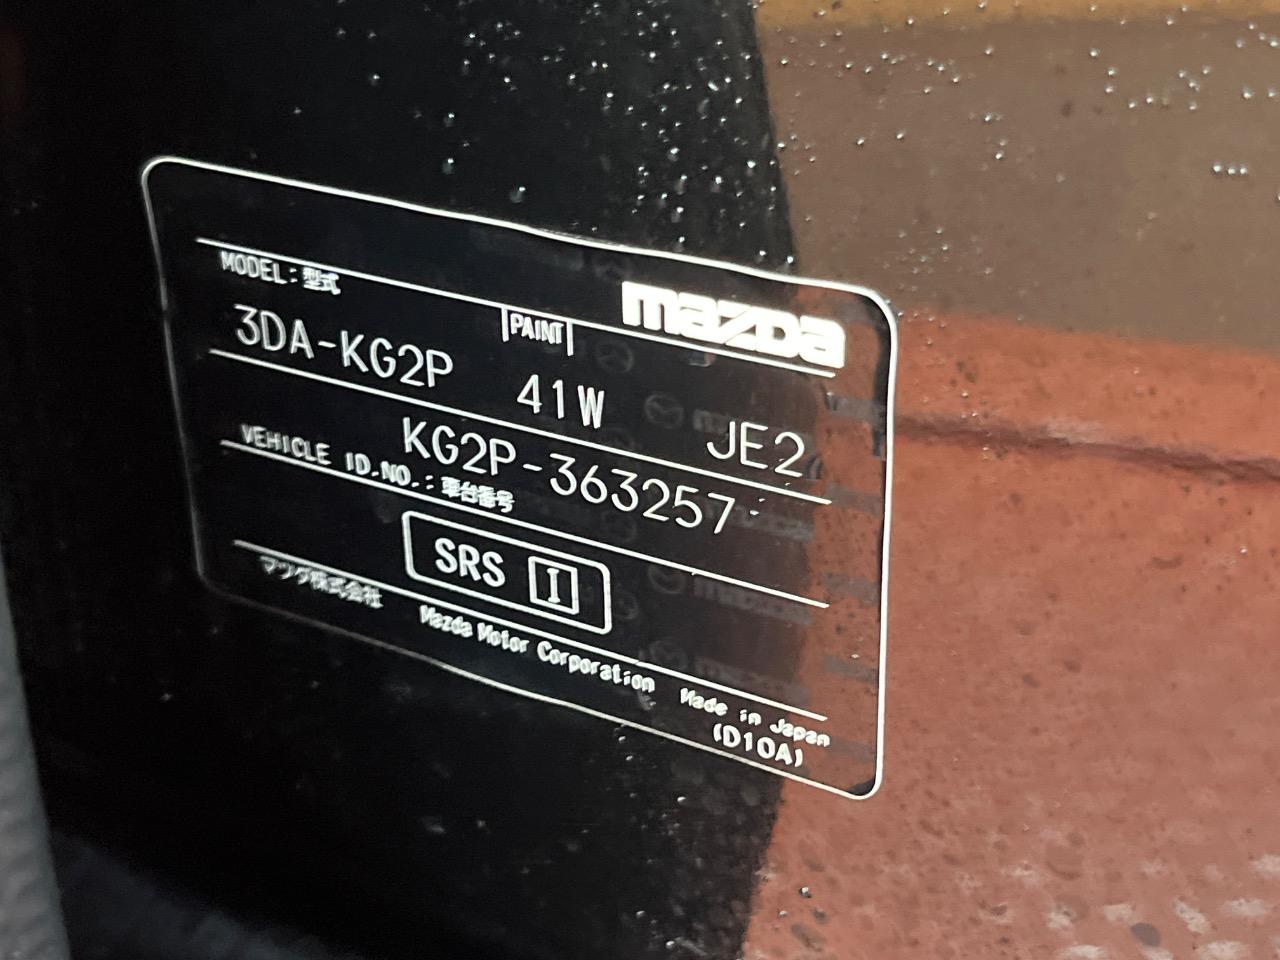 mazda
MODEL:型式
PAINT
3DA-KG2P 41W JE2
KG2P-363257
VEHICLE ID.NO.:車台番号
SRS I
マツダ株式会社 Mazda Motor Corporation Made in Japan
(D10A)